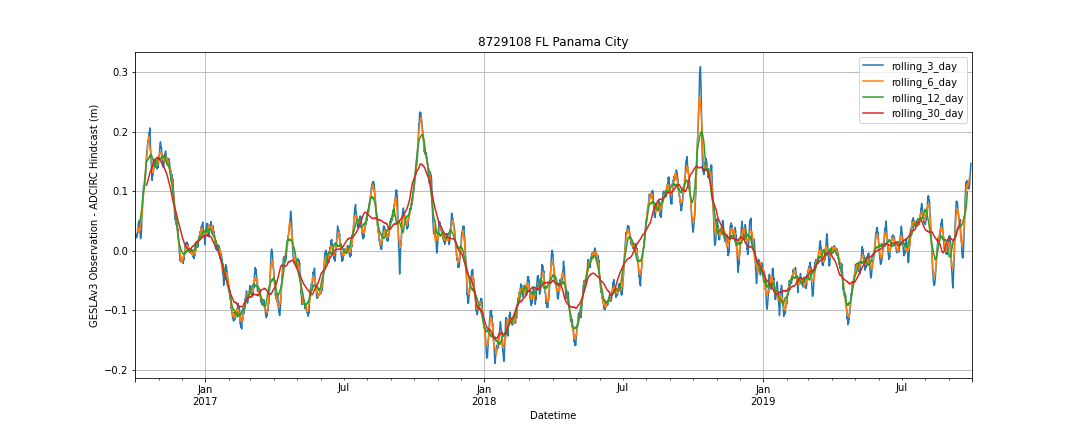 8729108 FL Panama City
GESLAv3 Observation - ADCIRC Hindcast (m)
0.3
0.2
0.1
0.0
−0.1
−0.2
rolling_3_day
rolling_6_day
rolling_12_day
rolling_30_day
Jan
2017
Jul
Jan
2018
Jul
Jan
2019
Jul
Datetime